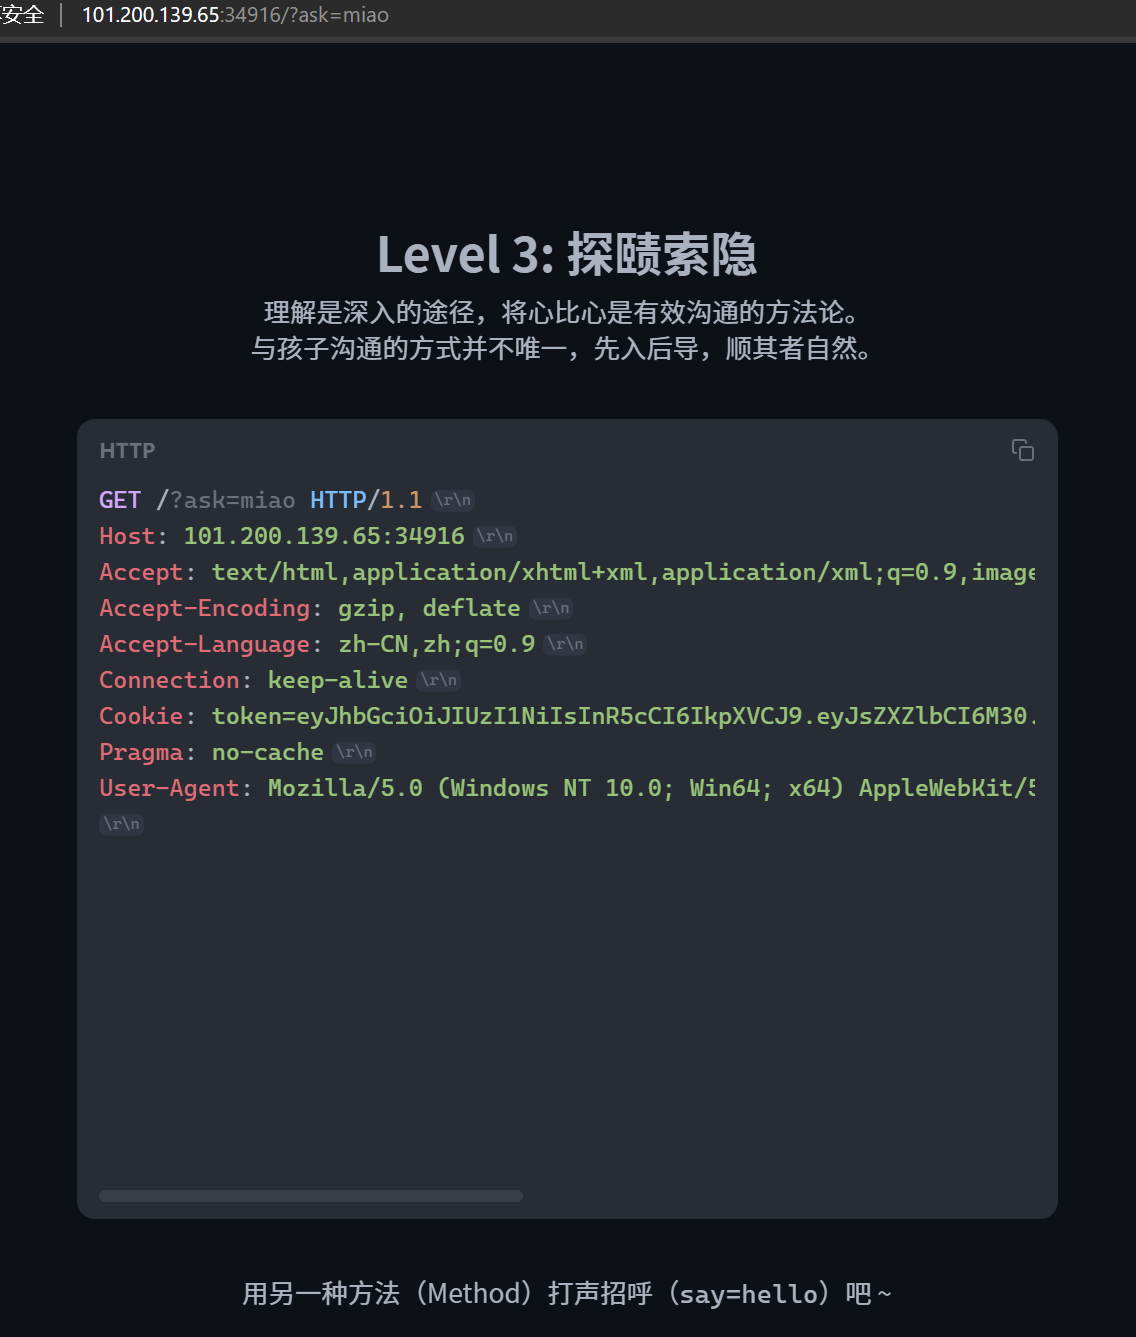 安全 | 101.200.139.65:34916/?ask=miao
Level 3: 探赜索隐
理解是深入的途径，将心比心是有效沟通的方法论。
与孩子沟通的方式并不唯一，先入后导，顺其者自然。
HTTP
GET /?ask=miao HTTP/1.1 \r\n
Host: 101.200.139.65:34916 \r\n
Accept: text/html,application/xhtml+xml,application/xml;q=0.9,image
Accept-Encoding: gzip, deflate \r\n
Accept-Language: zh-CN,zh;q=0.9 \r\n
Connection: keep-alive \r\n
Cookie: token=eyJhbGciOiJIUzI1NiIsInR5cCI6IkpXVCJ9.eyJsZXZlbCI6M30.
Pragma: no-cache \r\n
User-Agent: Mozilla/5.0 (Windows NT 10.0; Win64; x64) AppleWebKit/5
\r\n
用另一种方法（Method）打声招呼（say=hello）吧 ~